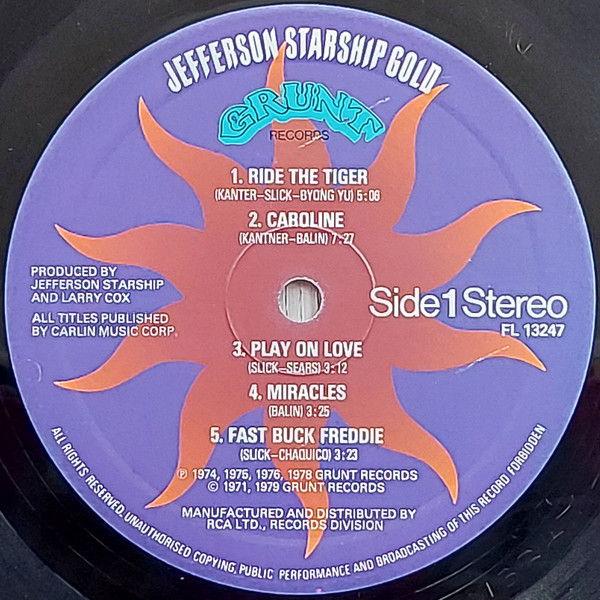 JEFFERSON STARSHIP GOLD
GRUNT
RECORDS
1. RIDE THE TIGER
(KANTER–SLICK–BYONG YU) 5:06
2. CAROLINE
(KANTNER–BALIN) 7:27
PRODUCED BY
JEFFERSON STARSHIP
AND LARRY COX
ALL TITLES PUBLISHED
BY CARLIN MUSIC CORP.
Side1Stereo
FL 13247
3. PLAY ON LOVE
(SLICK–SEARS) 3:12
4. MIRACLES
(BALIN) 3:25
5. FAST BUCK FREDDIE
(SLICK–CHAQUICO) 3:23
℗ 1974, 1975, 1976, 1978 GRUNT RECORDS
© 1971, 1979 GRUNT RECORDS
MANUFACTURED AND DISTRIBUTED BY
RCA LTD., RECORDS DIVISION
ALL RIGHTS RESERVED. UNAUTHORISED COPYING, PUBLIC PERFORMANCE AND BROADCASTING OF THIS RECORD FORBIDDEN